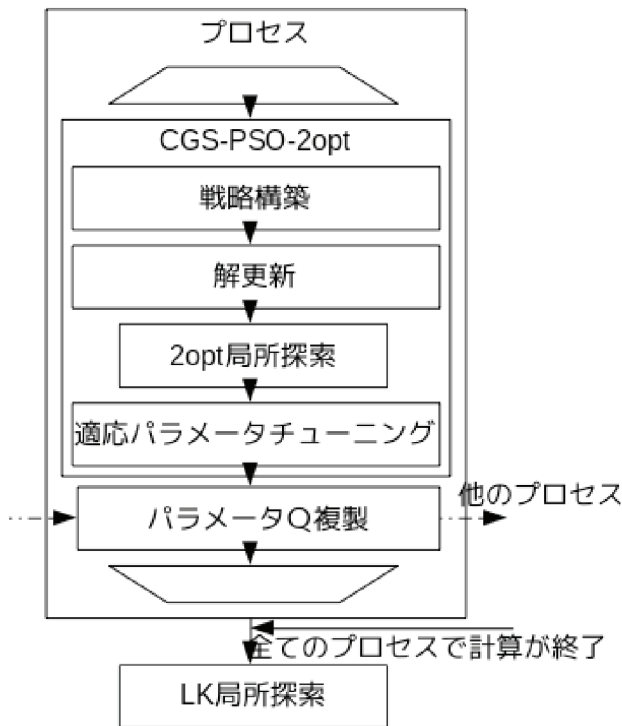 プロセス
CGS-PSO-2opt
戦略構築
解更新
2opt局所探索
適応パラメータチューニング
他のプロセス
パラメータQ複製
全てのプロセスで計算が終了
LK局所探索